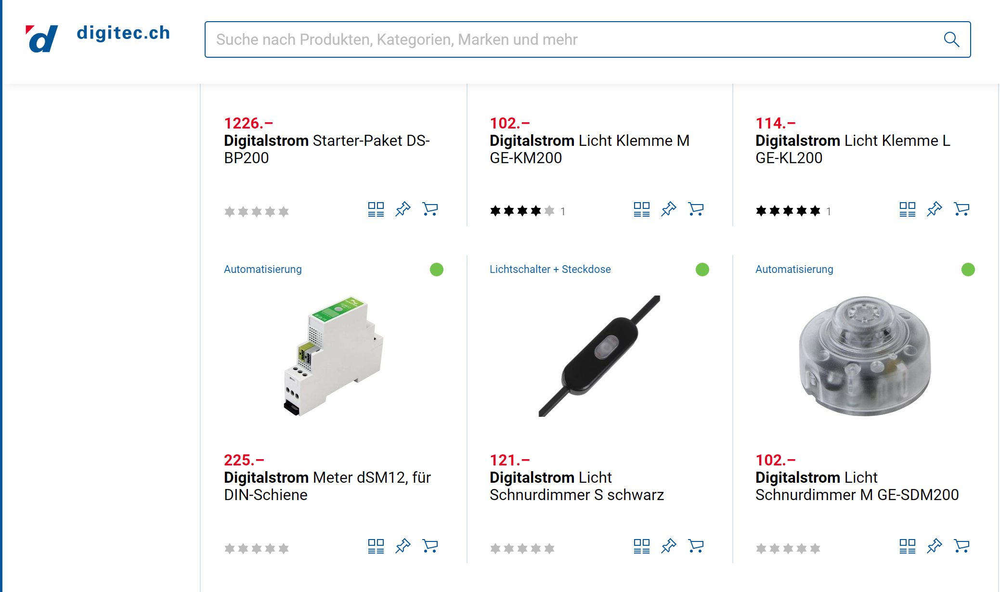 digitec.ch
Suche nach Produkten, Kategorien, Marken und mehr
1226.–
Digitalstrom Starter-Paket DS-
BP200
102.–
Digitalstrom Licht Klemme M
GE-KM200
1
114.–
Digitalstrom Licht Klemme L
GE-KL200
1
Automatisierung
225.–
Digitalstrom Meter dSM12, für
DIN-Schiene
Lichtschalter + Steckdose
121.–
Digitalstrom Licht
Schnurdimmer S schwarz
Automatisierung
102.–
Digitalstrom Licht
Schnurdimmer M GE-SDM200